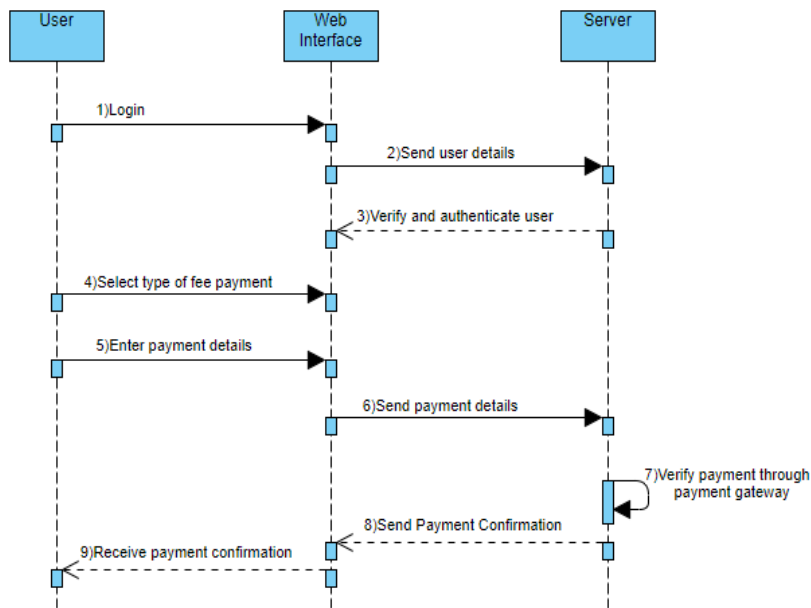 User
Web
Interface
Server
1)Login
2)Send user details
3)Verify and authenticate user
4)Select type of fee payment
5)Enter payment details
6)Send payment details
7)Verify payment through
payment gateway
8)Send Payment Confirmation
9)Receive payment confirmation